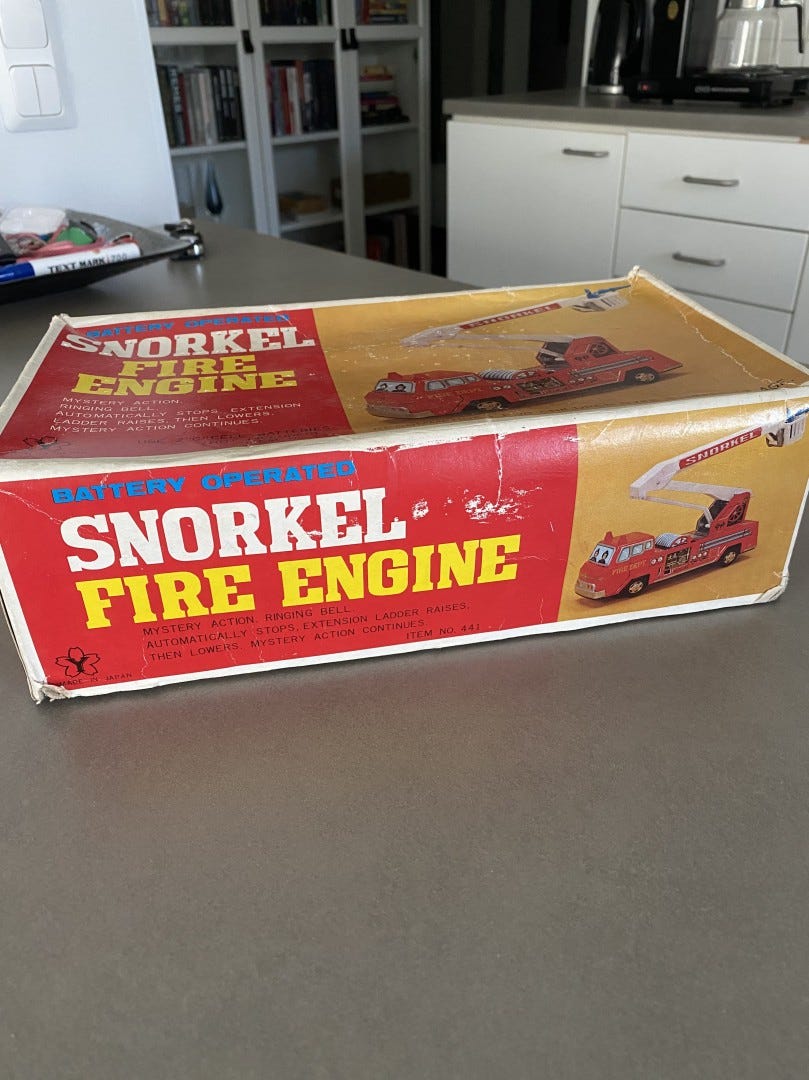 TEXT MARK 700
BATTERY OPERATED
SNORKEL
FIRE
ENGINE
MYSTERY ACTION.
RINGING BELL.
AUTOMATICALLY STOPS, EXTENSION
LADDER RAISES, THEN LOWERS.
MYSTERY ACTION CONTINUES.
SNORKEL
BATTERY OPERATED
SNORKEL
FIRE ENGINE
MYSTERY ACTION. RINGING BELL.
AUTOMATICALLY STOPS, EXTENSION LADDER RAISES,
THEN LOWERS. MYSTERY ACTION CONTINUES
ITEM NO. 441
Y
MADE IN JAPAN
SNORKEL
FIRE DEPT